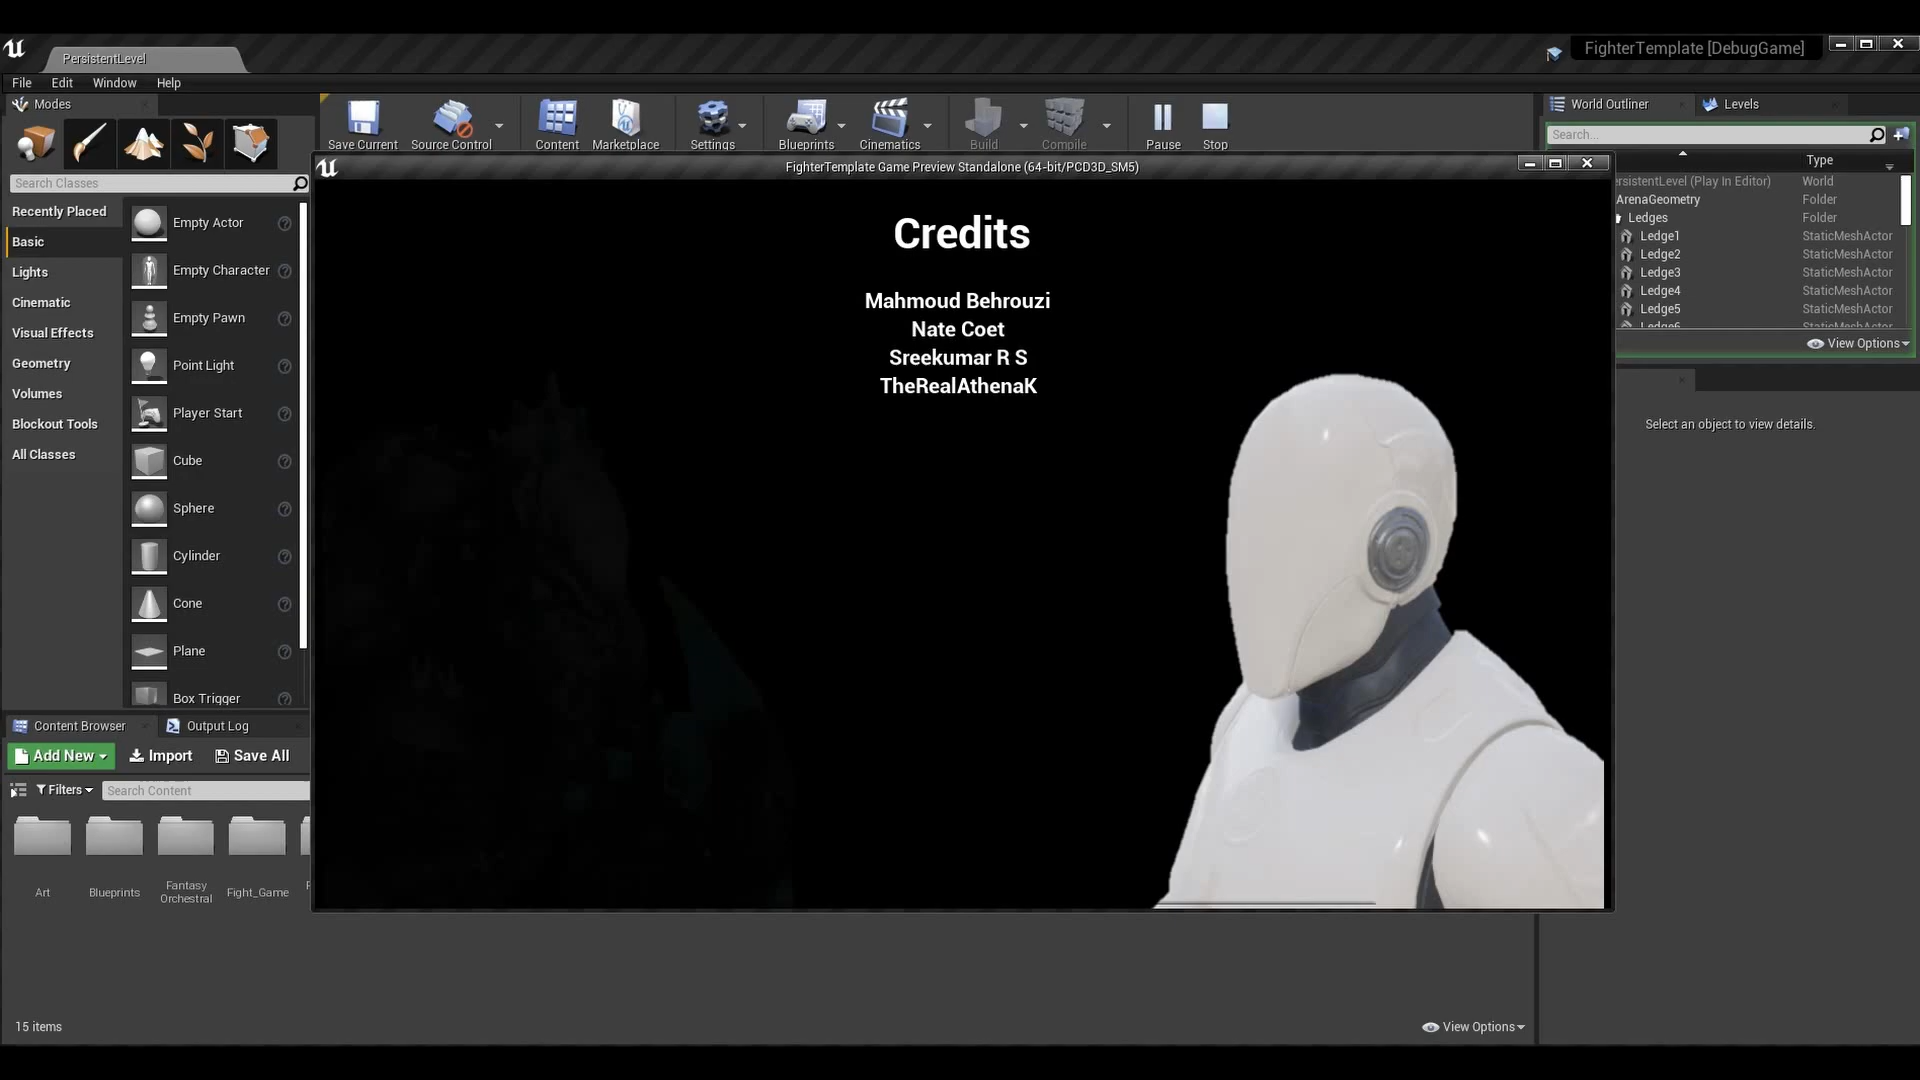 PersistentLevel
FighterTemplate [DebugGame]
File Edit Window Help
Modes
Search Classes
Recently Placed
Basic
Lights
Cinematic
Visual Effects
Geometry
Volumes
Blockout Tools
All Classes
Empty Actor
Empty Character
Empty Pawn
Point Light
Player Start
Cube
Sphere
Cylinder
Cone
Plane
Box Trigger
Save Current
Source Control
Content
Marketplace
Settings
Blueprints
Cinematics
Build
Compile
Pause
Stop
FighterTemplate Game Preview Standalone (64-bit/PCD3D_SM5)
Credits
Mahmoud Behrouzi
Nate Coet
Sreekumar R S
TheRealAthenaK
World Outliner
Levels
Search...
Type
ersistentLevel (Play In Editor) World
ArenaGeometry Folder
Ledges Folder
Ledge1 StaticMeshActor
Ledge2 StaticMeshActor
Ledge3 StaticMeshActor
Ledge4 StaticMeshActor
Ledge5 StaticMeshActor
Ledge6 StaticMeshActor
View Options
Select an object to view details.
Content Browser
Output Log
Add New
Import
Save All
Filters
Search Content
Art
Blueprints
Fantasy
Orchestral
Fight_Game
15 items
View Options